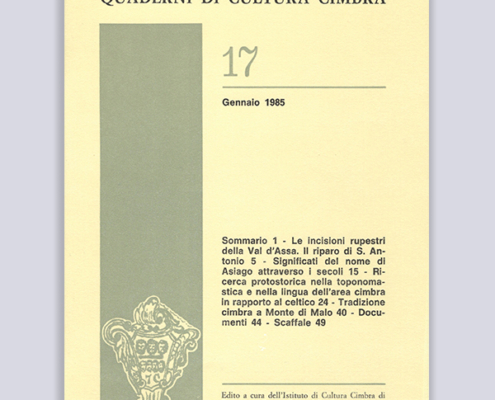 QUADERNI DI CULTURA CIMBRA
17
Gennaio 1985
Sommario 1 - Le incisioni rupestri
della Val d'Assa. Il riparo di S. An-
tonio 5 - Significati del nome di
Asiago attraverso i secoli 15 - Ri-
cerca protostorica nella toponoma-
stica e nella lingua dell'area cimbra
in rapporto al celtico 24 - Tradizione
cimbra a Monte di Malo 40 - Docu-
menti 44 - Scaffale 49
Edito a cura dell'Istituto di Cultura Cimbra di